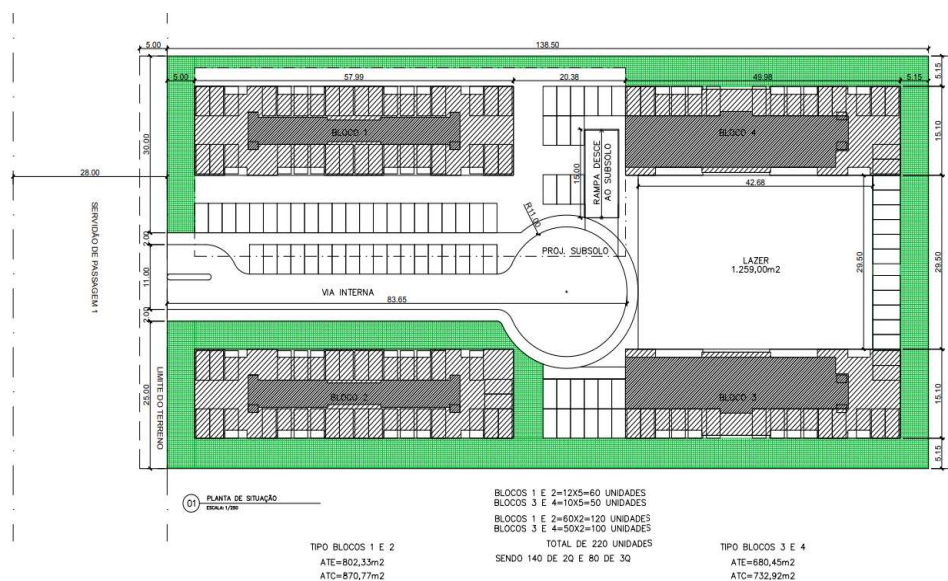 5.00
138.50
5.00
57.99
20.38
49.98
5.15
5.15
BLOCO 1
BLOCO 4
15.10
30.00
RAMPA DESCE
AO SUBSOLO
15.00
28.00
42.68
R11.00
SERVIDÃO DE PASSAGEM 1
2.00
PROJ. SUBSOLO
LAZER
1.259,00m2
29.50
29.50
11.00
VIA INTERNA
83.65
2.00
LIMITE DO TERRENO
25.00
BLOCO 2
BLOCO 3
15.10
5.15
01
PLANTA DE SITUAÇÃO
ESCALA: 1/250
BLOCOS 1 E 2=12X5=60 UNIDADES
BLOCOS 3 E 4=10X5=50 UNIDADES
BLOCOS 1 E 2=60X2=120 UNIDADES
BLOCOS 3 E 4=50X2=100 UNIDADES
TOTAL DE 220 UNIDADES
SENDO 140 DE 2Q E 80 DE 3Q
TIPO BLOCOS 1 E 2
ATE=802,33m2
ATC=870,77m2
TIPO BLOCOS 3 E 4
ATE=680,45m2
ATC=732,92m2